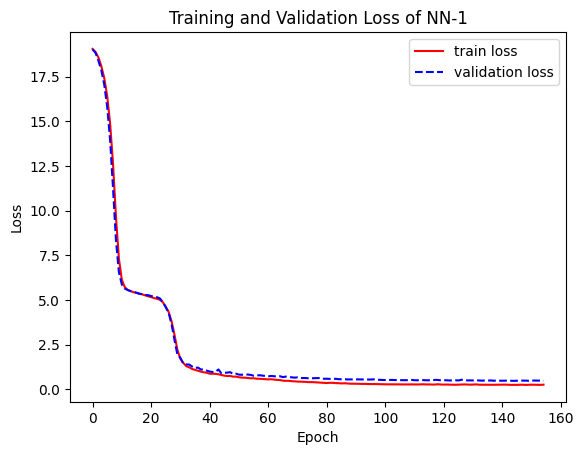 Training and Validation Loss of NN-1
train loss
validation loss
17.5
15.0
12.5
10.0
7.5
5.0
2.5
0.0
Loss
0 20 40 60 80 100 120 140 160
Epoch